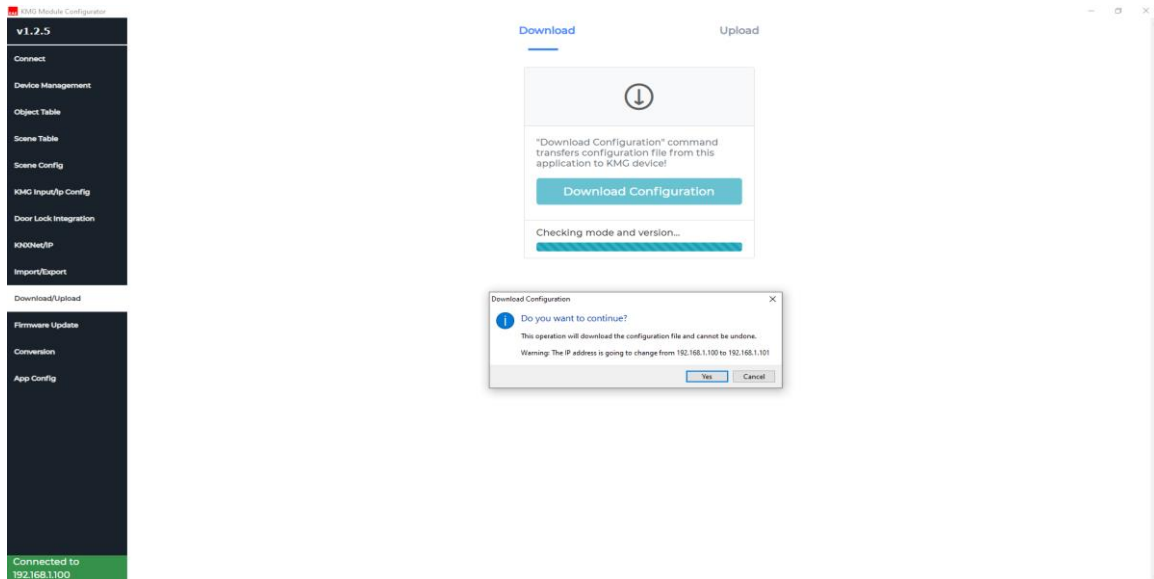 KMG Module Configurator
v1.2.5
Connect
Device Management
Object Table
Scene Table
Scene Config
KMG Input/Ip Config
Door Lock Integration
KNXNet/IP
Import/Export
Download/Upload
Firmware Update
Conversion
App Config
Connected to
192.168.1.100
Download Upload
"Download Configuration" command
transfers configuration file from this
application to KMG device!
Download Configuration
Checking mode and version...
Download Configuration
Do you want to continue?
This operation will download the configuration file and cannot be undone.
Warning: The IP address is going to change from 192.168.1.100 to 192.168.1.101
Yes Cancel